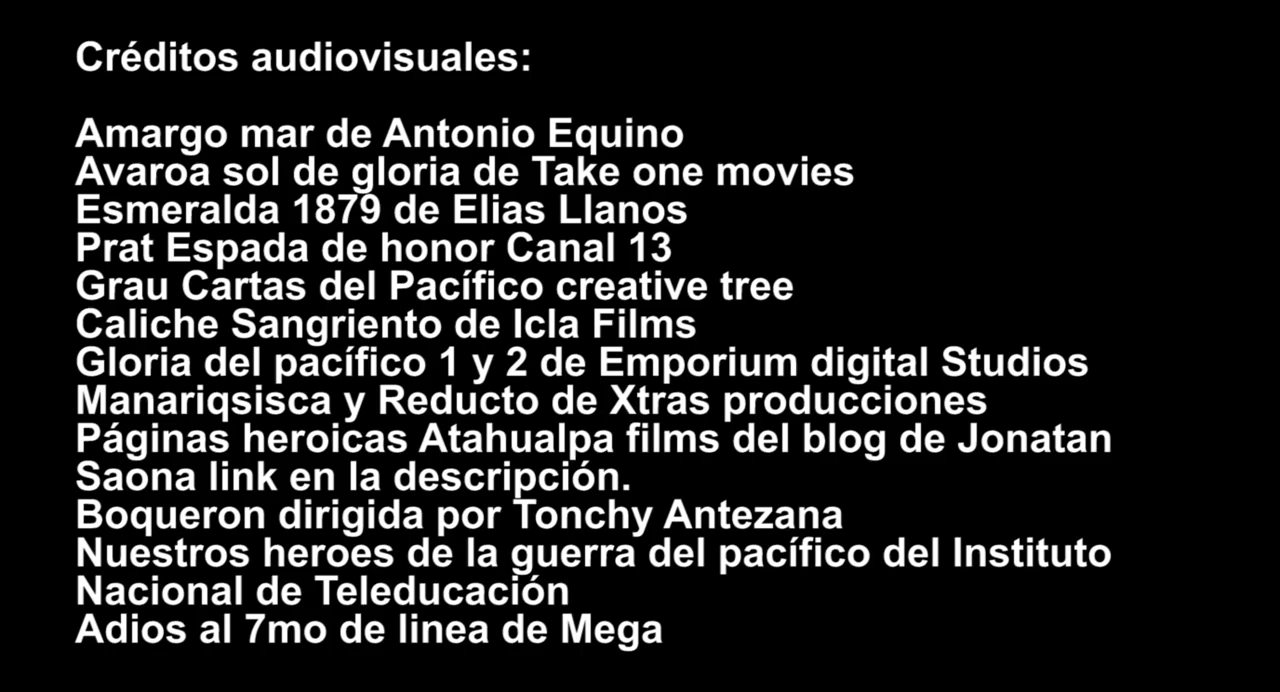 Créditos audiovisuales:
Amargo mar de Antonio Equino
Avaroa sol de gloria de Take one movies
Esmeralda 1879 de Elias Llanos
Prat Espada de honor Canal 13
Grau Cartas del Pacífico creative tree
Caliche Sangriento de Icla Films
Gloria del pacífico 1 y 2 de Emporium digital Studios
Manariqsisca y Reducto de Xtras producciones
Páginas heroicas Atahualpa films del blog de Jonatan
Saona link en la descripción.
Boqueron dirigida por Tonchy Antezana
Nuestros heroes de la guerra del pacífico del Instituto
Nacional de Teleducación
Adios al 7mo de linea de Mega